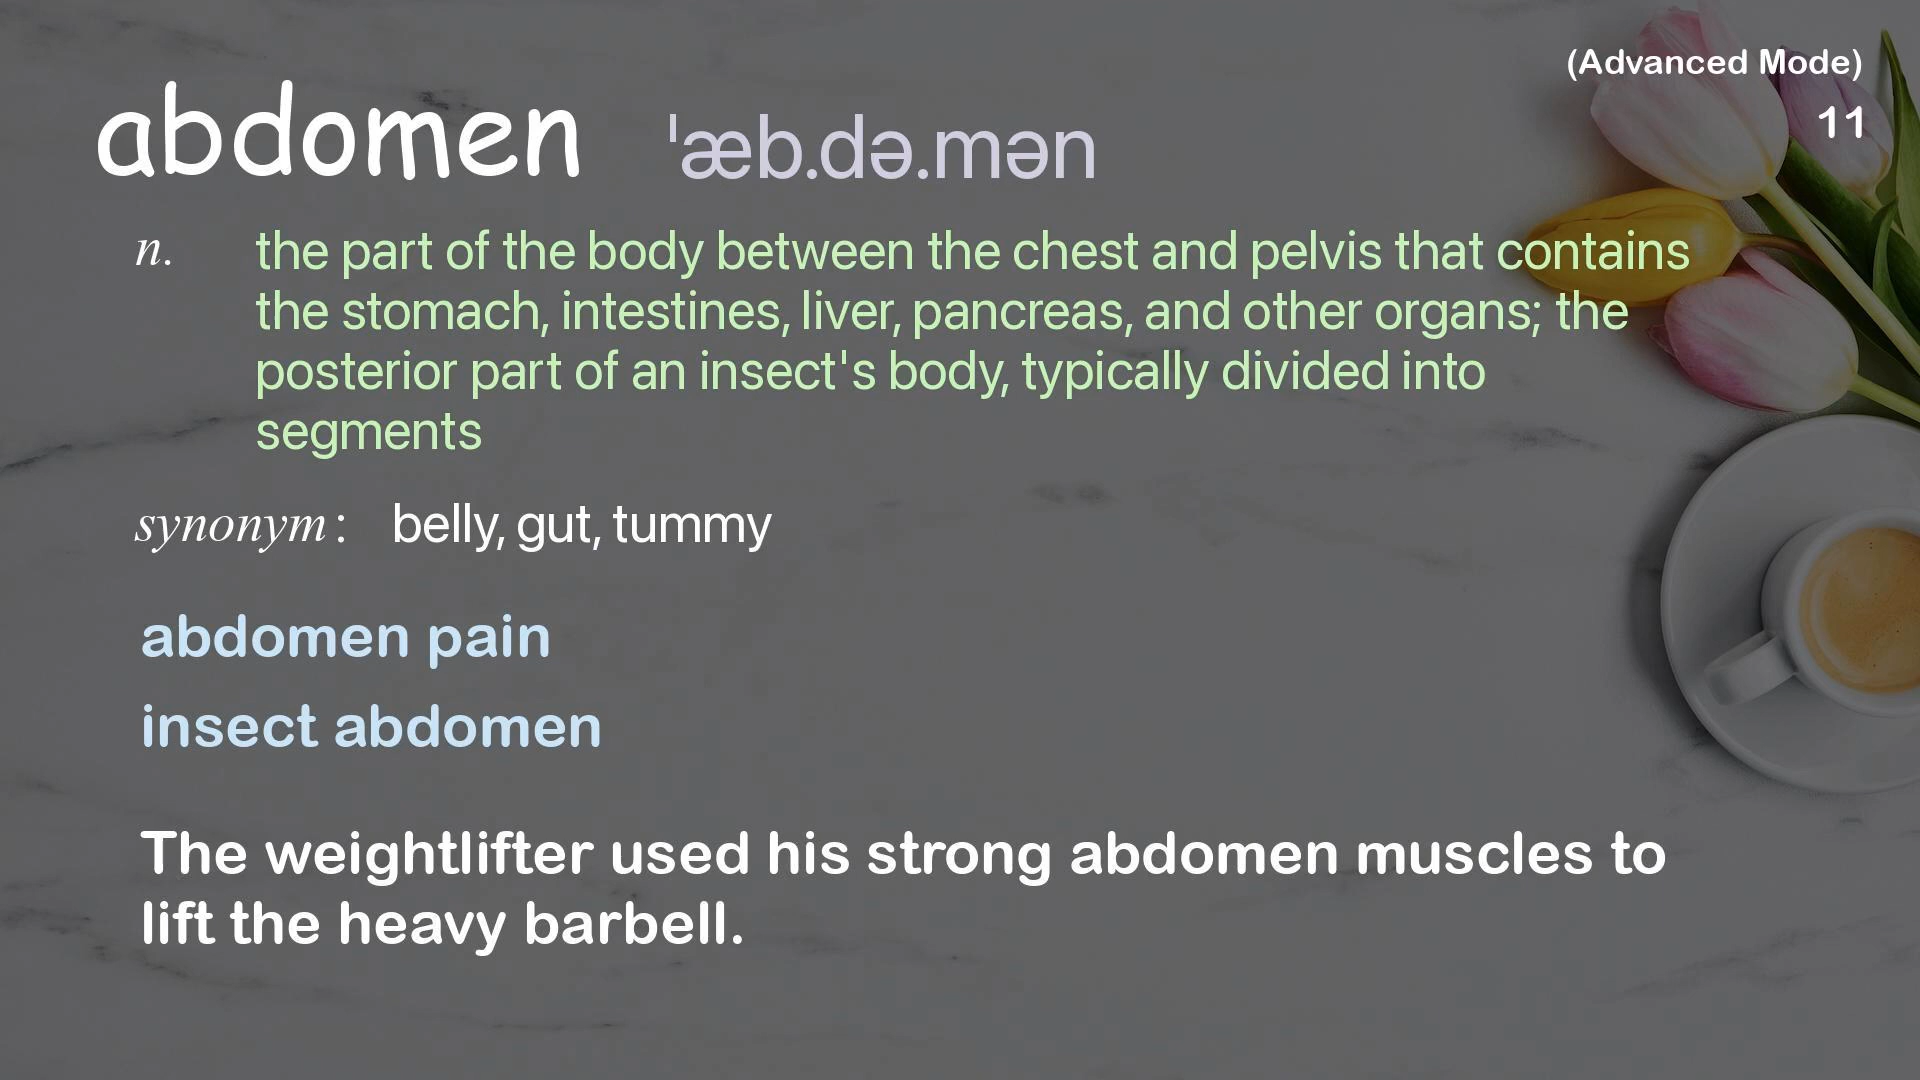 (Advanced Mode)
11
abdomen ˈæb.də.mən
n. the part of the body between the chest and pelvis that contains
the stomach, intestines, liver, pancreas, and other organs; the
posterior part of an insect's body, typically divided into
segments
synonym: belly, gut, tummy
abdomen pain
insect abdomen
The weightlifter used his strong abdomen muscles to
lift the heavy barbell.